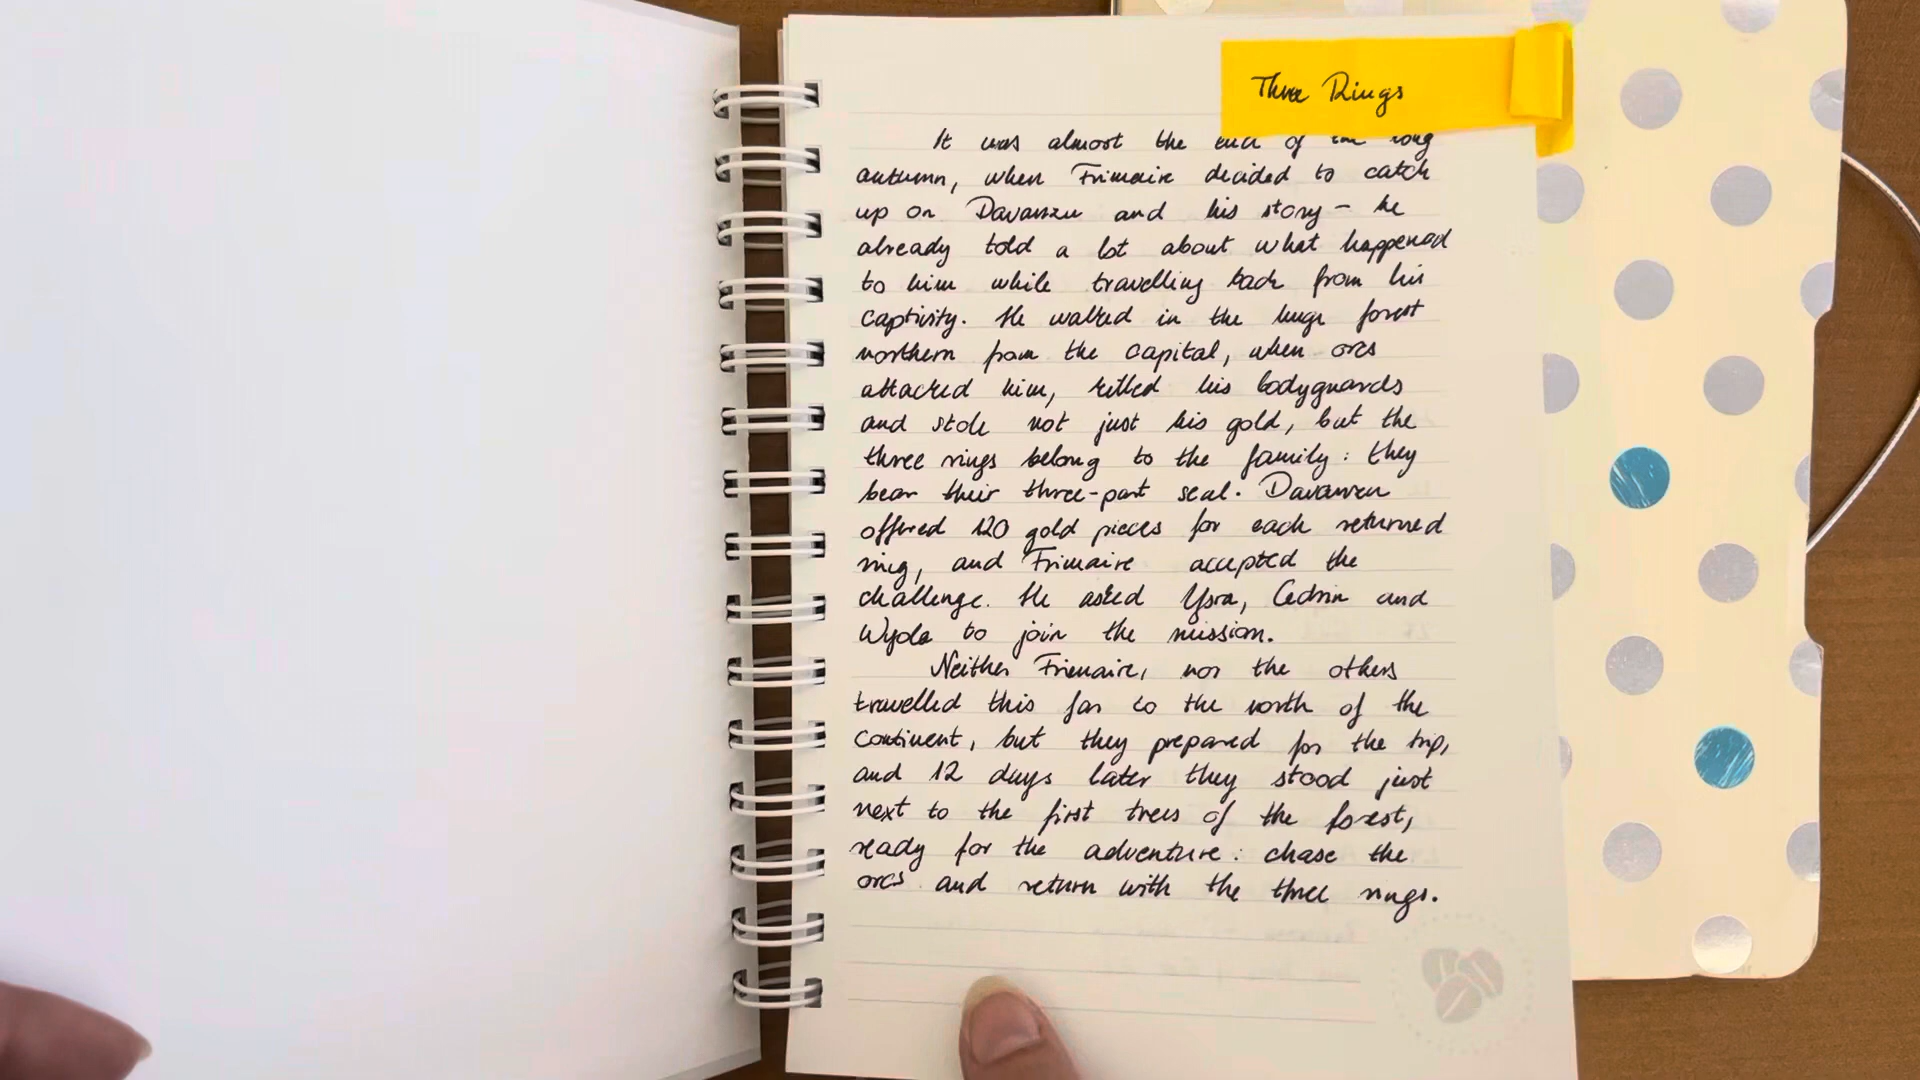 Three Rings
It was almost the end of the long
autumn, when Frimaire decided to catch
up on Davanzu and his story - he
already told a lot about what happened
to him while travelling back from his
captivity. He walked in the huge forest
northern from the capital, when orcs
attacked him, killed his bodyguards
and stole not just his gold, but the
three rings belong to the family: they
bear their three-part seal. Davanzu
offered 120 gold pieces for each returned
ring, and Frimaire accepted the
challenge. He asked Ysra, Cedrin and
Wyda to join the mission.
Neither Frimaire, nor the others
travelled this far to the north of the
continent, but they prepared for the trip,
and 12 days later they stood just
next to the first trees of the forest,
ready for the adventure: chase the
orcs and return with the three rings.